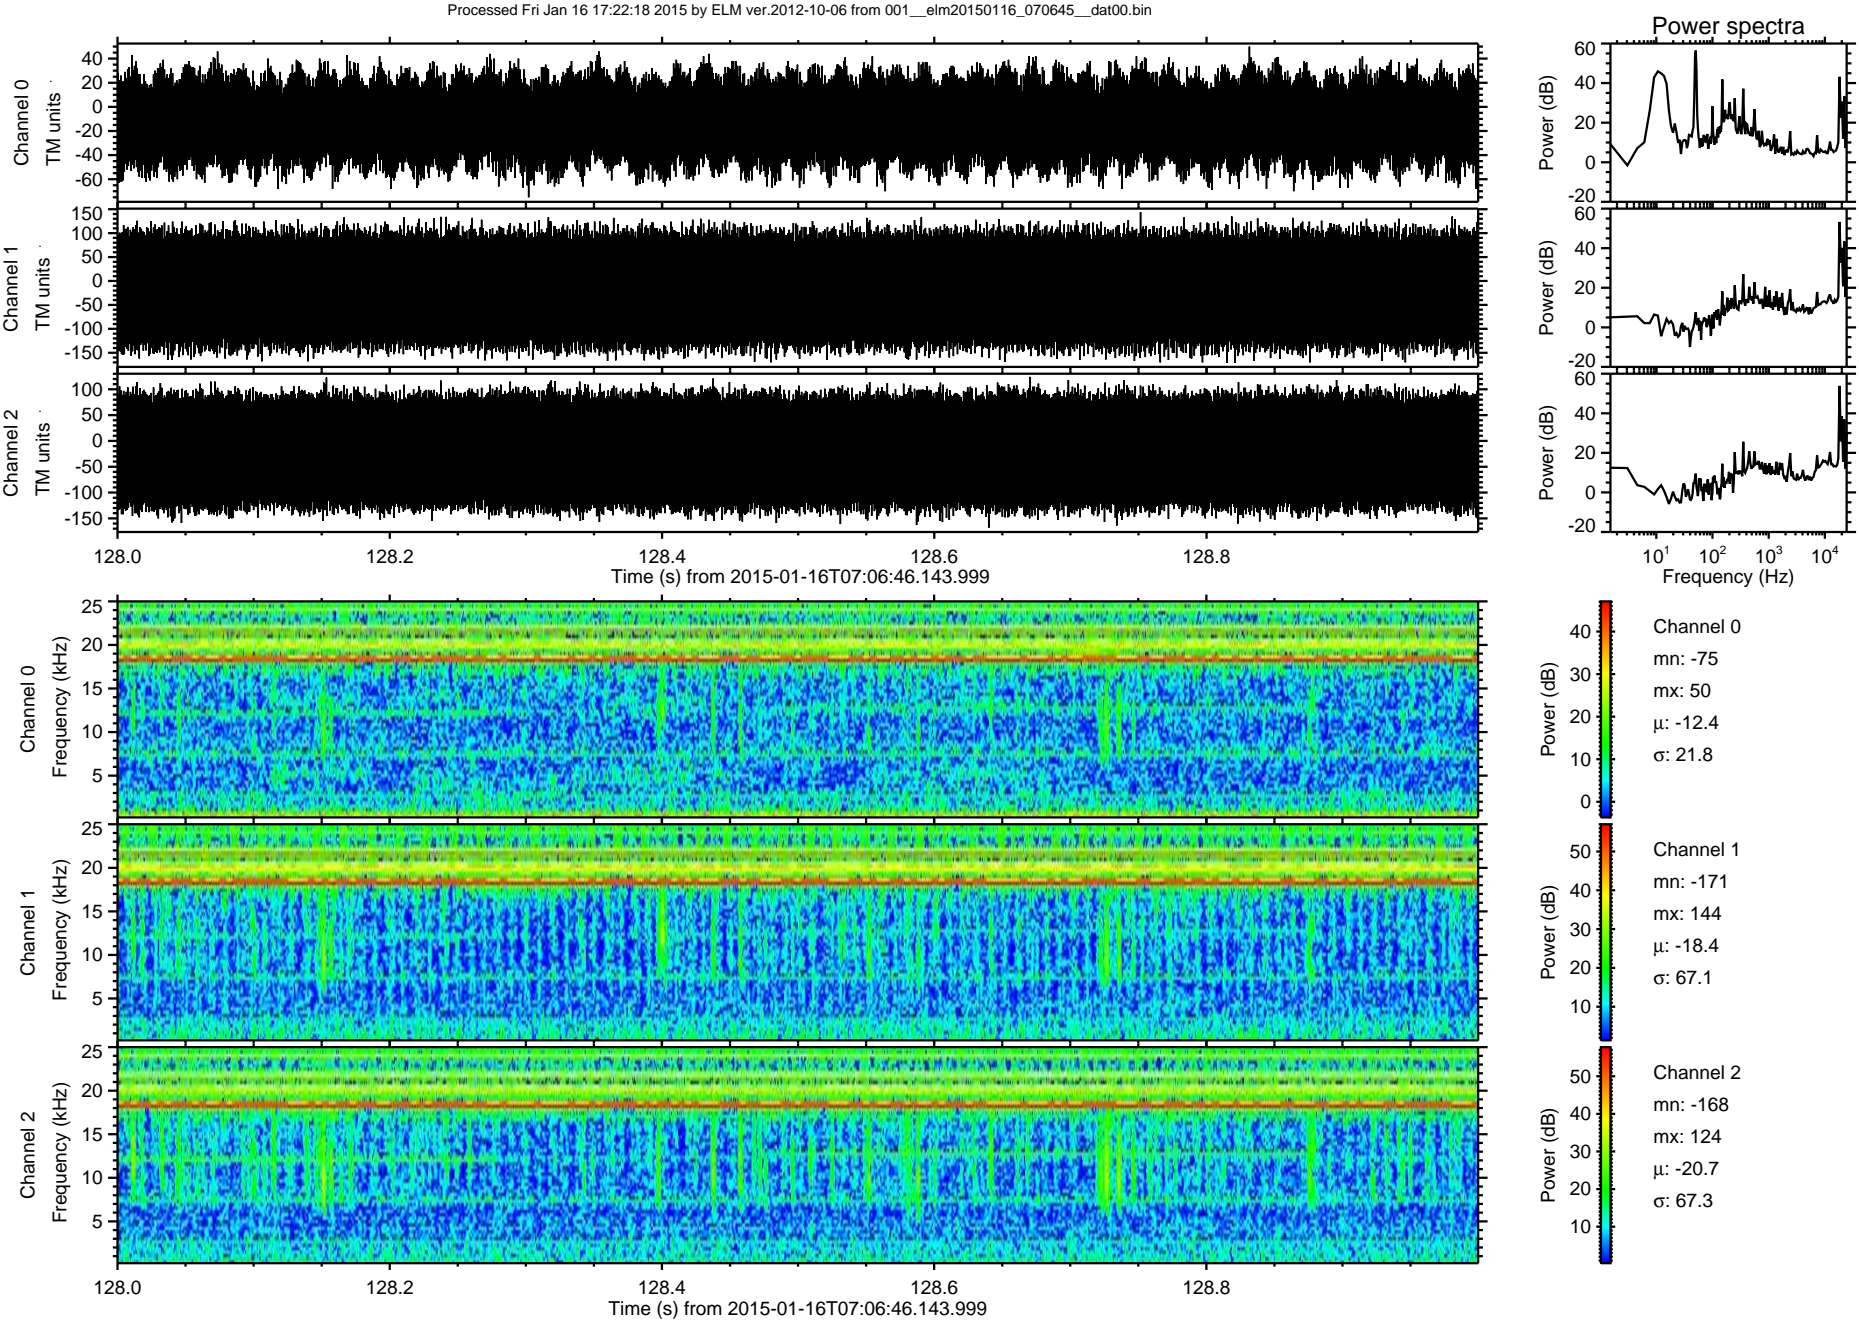 Processed Fri Jan 16 17:22:18 2015 by ELM ver.2012-10-06 from 001__elm20150116_070645__dat00.bin
Power spectra
Channel 0
TM units
40
20
0
-20
-40
-60
Power (dB)
60
40
20
0
-20
Channel 1
TM units
150
100
50
0
-50
-100
-150
Power (dB)
60
40
20
0
-20
Channel 2
TM units
100
50
0
-50
-100
-150
Power (dB)
60
40
20
0
-20
128.0 128.2 128.4 128.6 128.8
Time (s) from 2015-01-16T07:06:46.143.999
10^1 10^2 10^3 10^4
Frequency (Hz)
Channel 0
Frequency (kHz)
25
20
15
10
5
Power (dB)
40
30
20
10
0
Channel 0
mn: -75
mx: 50
μ: -12.4
σ: 21.8
Channel 1
Frequency (kHz)
25
20
15
10
5
Power (dB)
50
40
30
20
10
Channel 1
mn: -171
mx: 144
μ: -18.4
σ: 67.1
Channel 2
Frequency (kHz)
25
20
15
10
5
Power (dB)
50
40
30
20
10
Channel 2
mn: -168
mx: 124
μ: -20.7
σ: 67.3
128.0 128.2 128.4 128.6 128.8
Time (s) from 2015-01-16T07:06:46.143.999